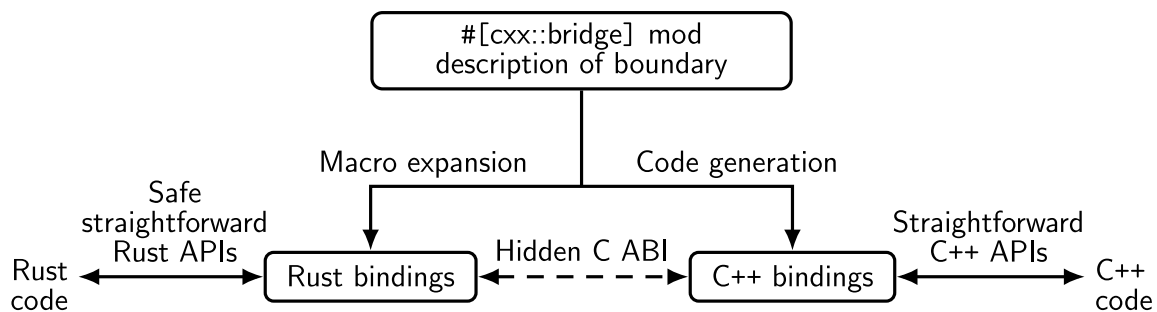 #[cxx::bridge] mod
description of boundary
Macro expansion
Code generation
Safe
straightforward
Rust APIs
Straightforward
C++ APIs
Rust
code
Rust bindings
Hidden C ABI
C++ bindings
C++
code